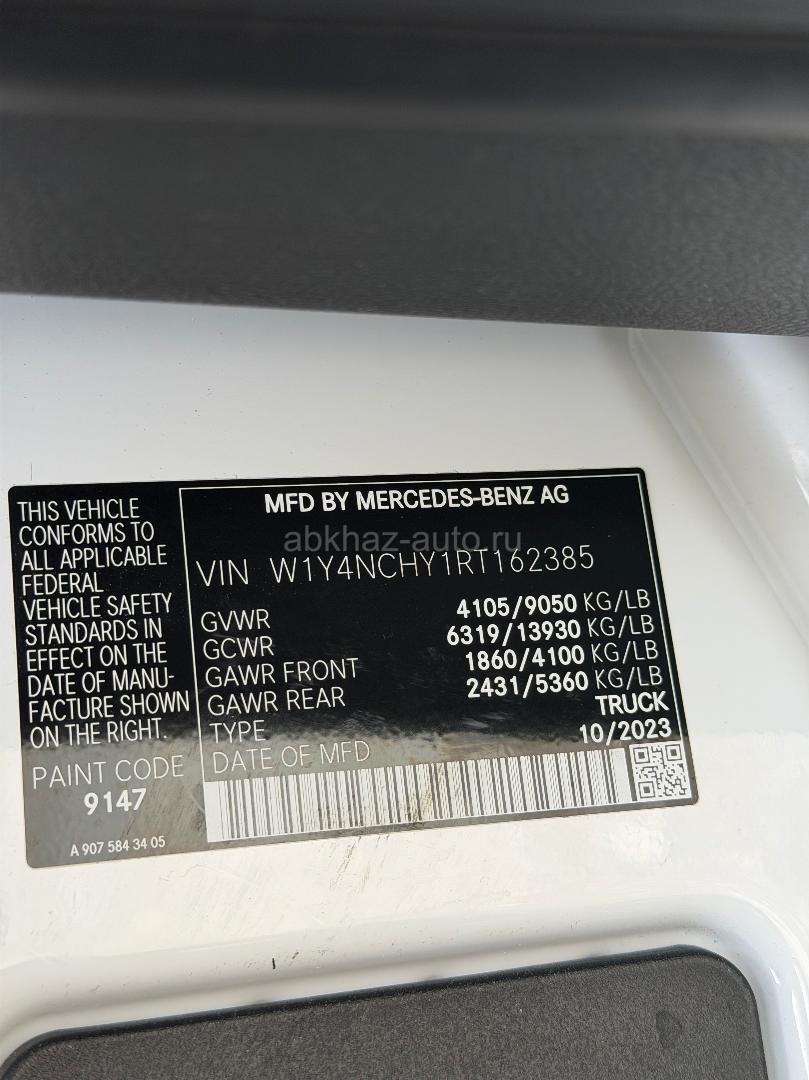 THIS VEHICLE
CONFORMS TO
ALL APPLICABLE
FEDERAL
VEHICLE SAFETY
STANDARDS IN
EFFECT ON THE
DATE OF MANU-
FACTURE SHOWN
ON THE RIGHT.
PAINT CODE
9147
A 907 584 34 05
MFD BY MERCEDES-BENZ AG
abkhaz-auto.ru
VIN W1Y4NCHY1RT162385
GVWR 4105/9050 KG/LB
GCWR 6319/13930 KG/LB
GAWR FRONT 1860/4100 KG/LB
GAWR REAR 2431/5360 KG/LB
TYPE TRUCK
DATE OF MFD 10/2023